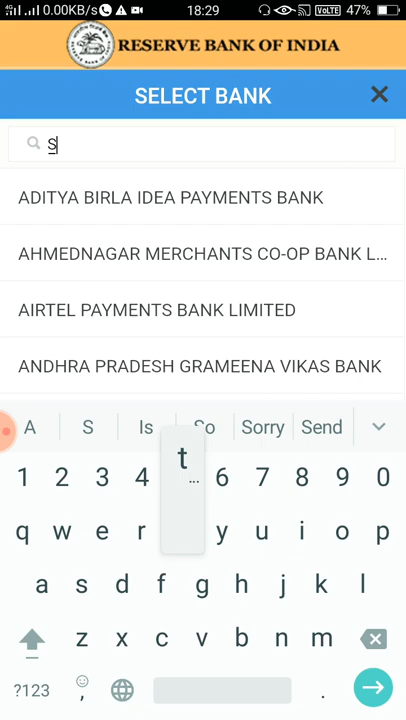 4G 0.00KB/s 18:29 VoLTE 47%
RESERVE BANK OF INDIA
SELECT BANK ×
S
ADITYA BIRLA IDEA PAYMENTS BANK
AHMEDNAGAR MERCHANTS CO-OP BANK L...
AIRTEL PAYMENTS BANK LIMITED
ANDHRA PRADESH GRAMEENA VIKAS BANK
A S Is So Sorry Send
1 2 3 4 t... 6 7 8 9 0
q w e r y u i o p
a s d f g h j k l
z x c v b n m
?123 , .